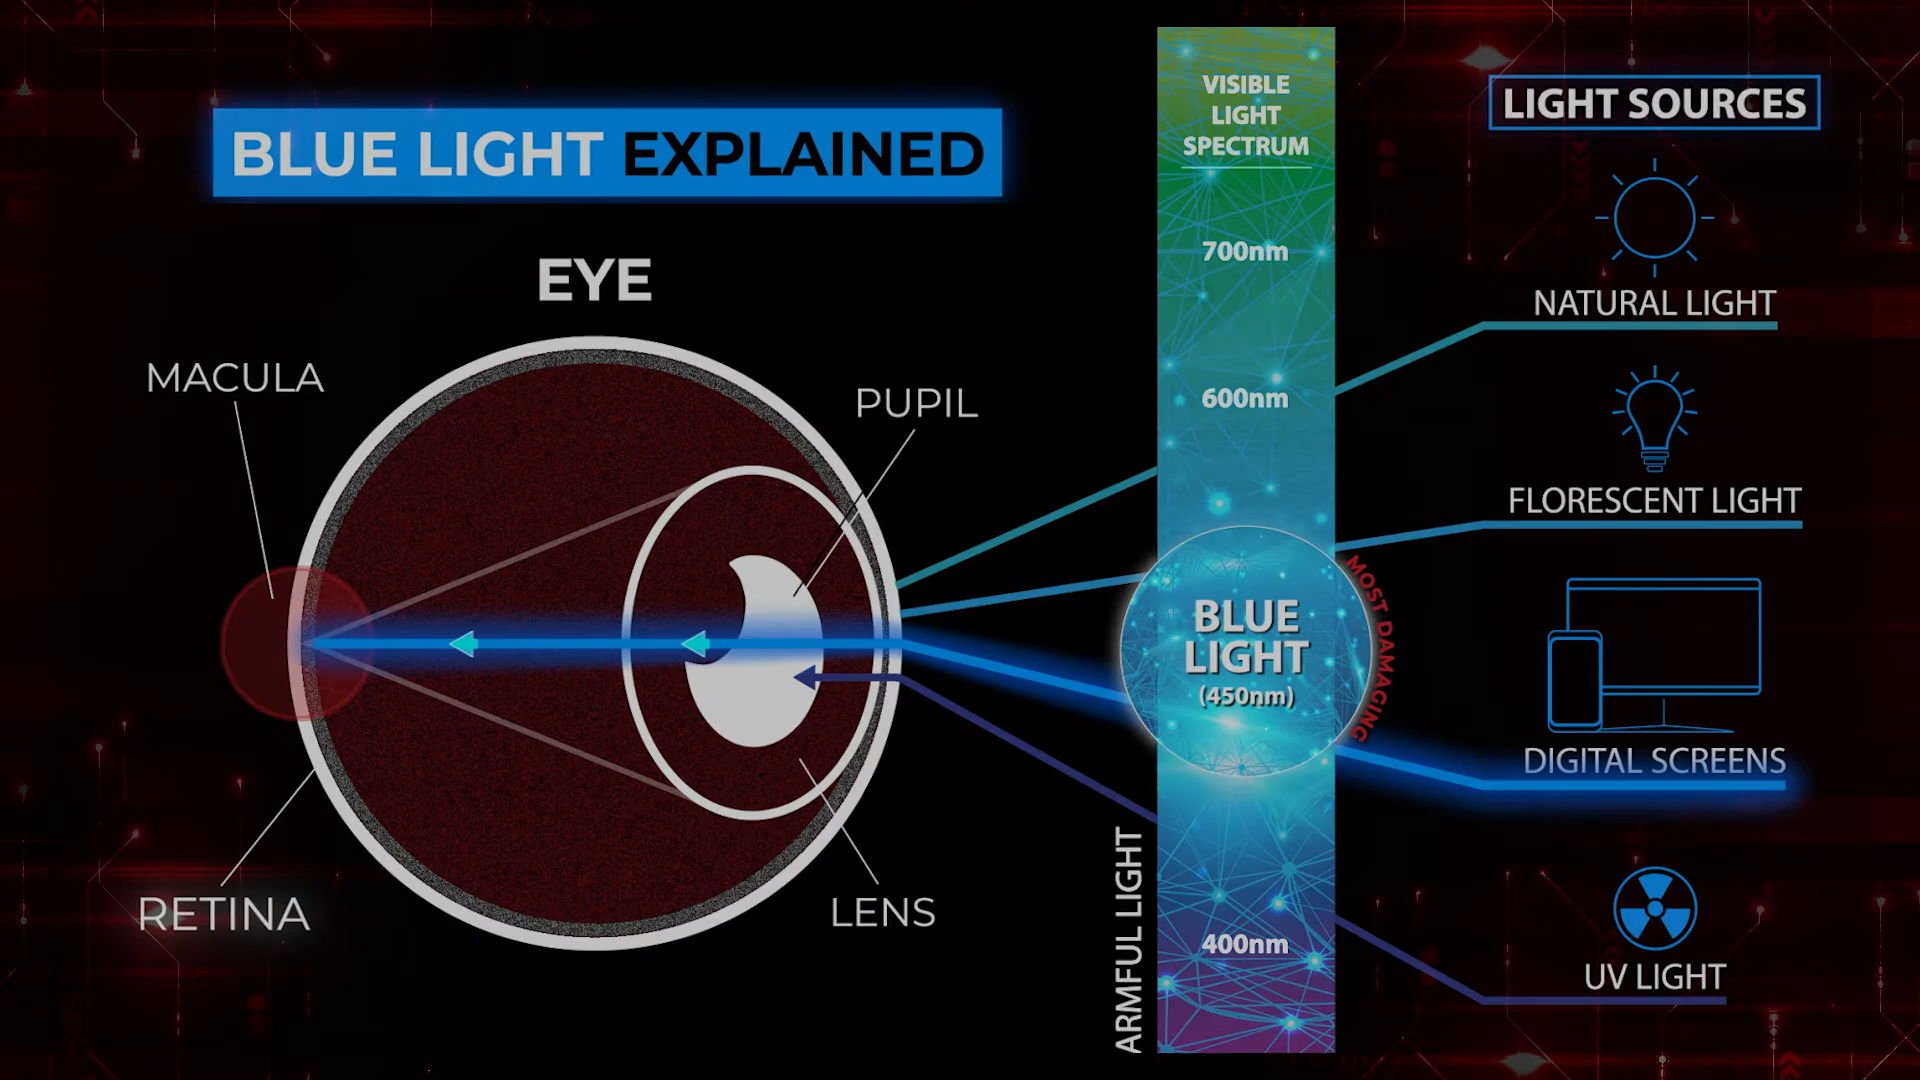 BLUE LIGHT EXPLAINED
EYE
MACULA
PUPIL
RETINA
LENS
VISIBLE
LIGHT
SPECTRUM
700nm
600nm
BLUE
LIGHT
(450nm)
MOST DAMAGING
400nm
ARMFUL LIGHT
LIGHT SOURCES
NATURAL LIGHT
FLORESCENT LIGHT
DIGITAL SCREENS
UV LIGHT